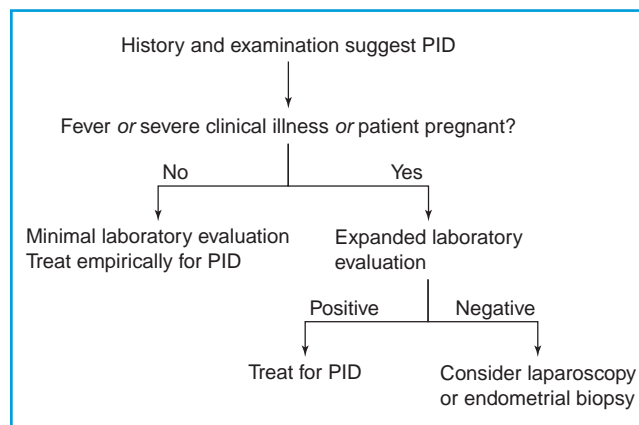 History and examination suggest PID
Fever or severe clinical illness or patient pregnant?
No
Yes
Minimal laboratory evaluation
Treat empirically for PID
Expanded laboratory
evaluation
Positive
Negative
Treat for PID
Consider laparoscopy
or endometrial biopsy